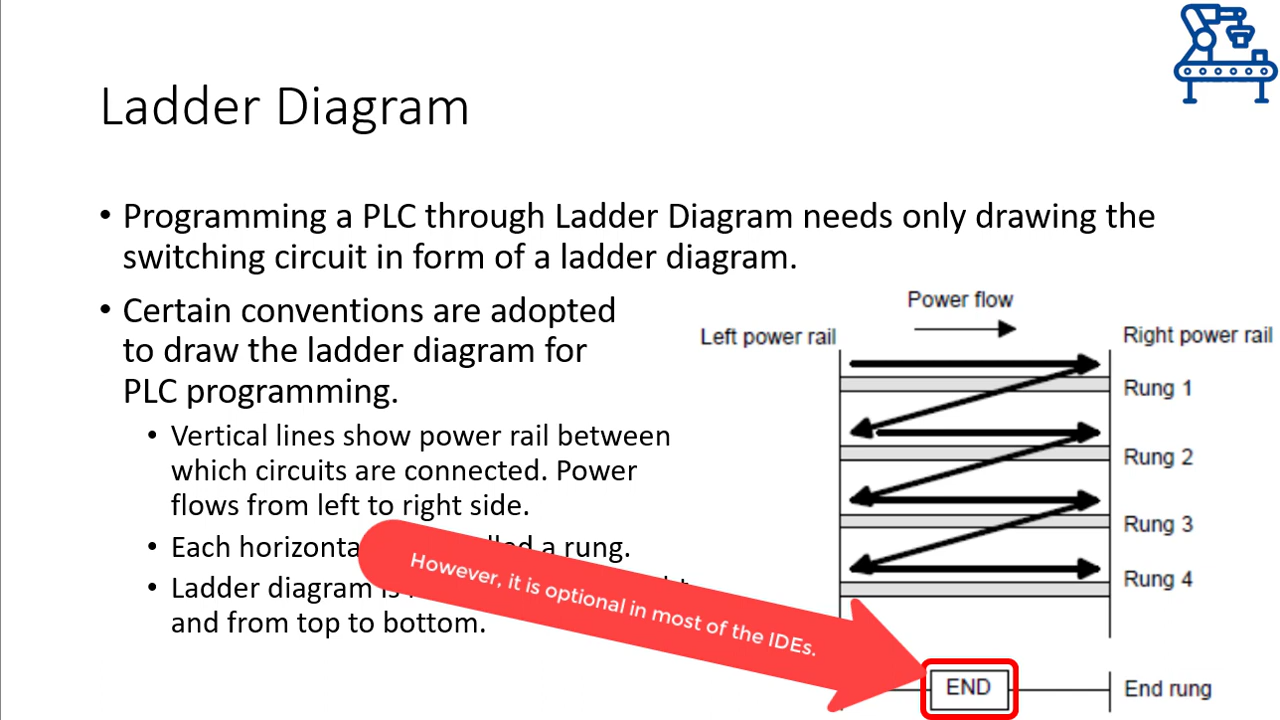 Ladder Diagram
• Programming a PLC through Ladder Diagram needs only drawing the
switching circuit in form of a ladder diagram.
• Certain conventions are adopted
to draw the ladder diagram for
PLC programming.
• Vertical lines show power rail between
which circuits are connected. Power
flows from left to right side.
• Each horizonta a rung.
• Ladder diagram
and from top to bottom.
However, it is optional in most of the IDEs.
Power flow
Left power rail
Right power rail
Rung 1
Rung 2
Rung 3
Rung 4
END
End rung